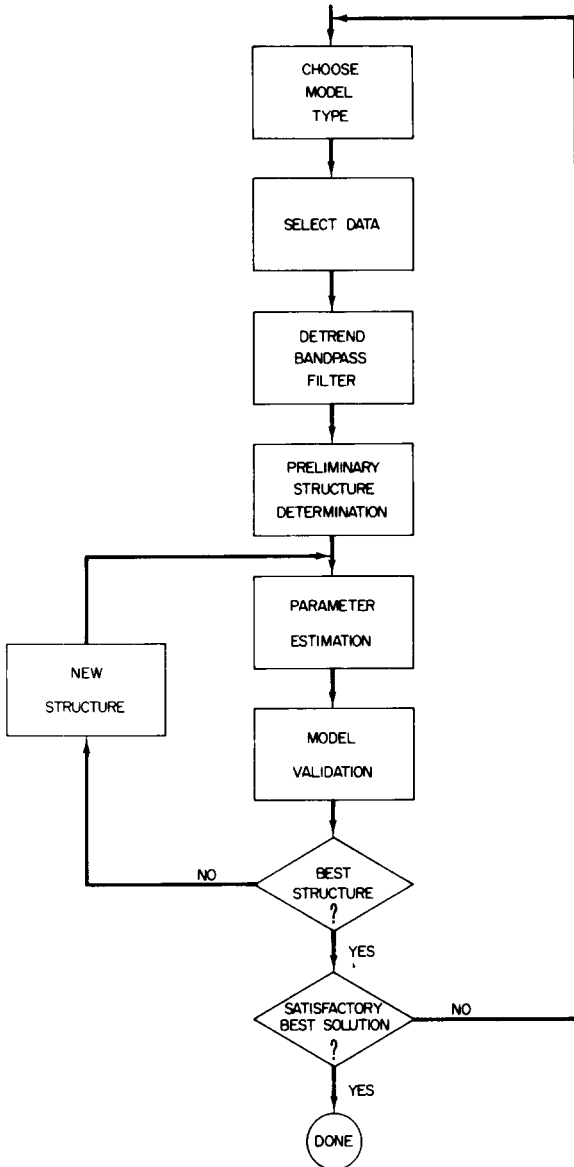 CHOOSE
MODEL
TYPE
SELECT DATA
DETREND
BANDPASS
FILTER
PRELIMINARY
STRUCTURE
DETERMINATION
PARAMETER
ESTIMATION
NEW
STRUCTURE
MODEL
VALIDATION
NO
BEST
STRUCTURE
?
YES
SATISFACTORY
BEST SOLUTION
?
NO
YES
DONE